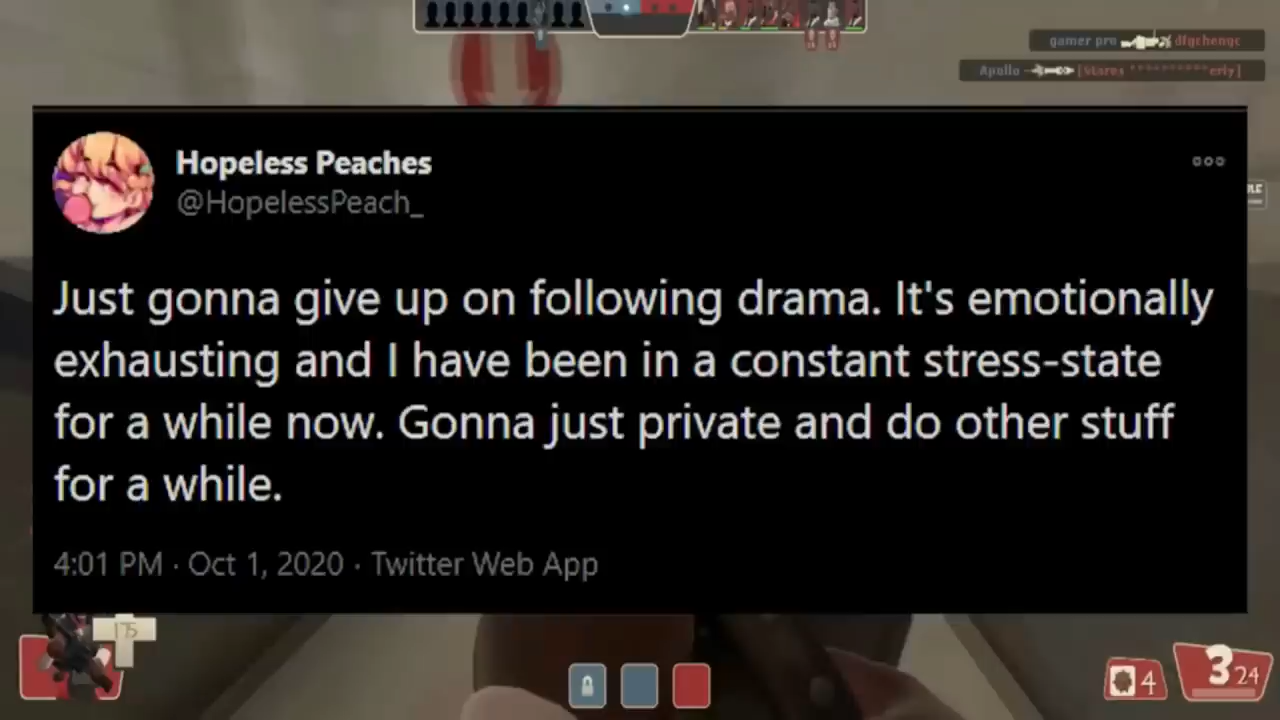 gamer pro dfgchengc
Apollo
Hopeless Peaches
@HopelessPeach_
Just gonna give up on following drama. It's emotionally
exhausting and I have been in a constant stress-state
for a while now. Gonna just private and do other stuff
for a while.
4:01 PM · Oct 1, 2020 · Twitter Web App
175
4
3 24